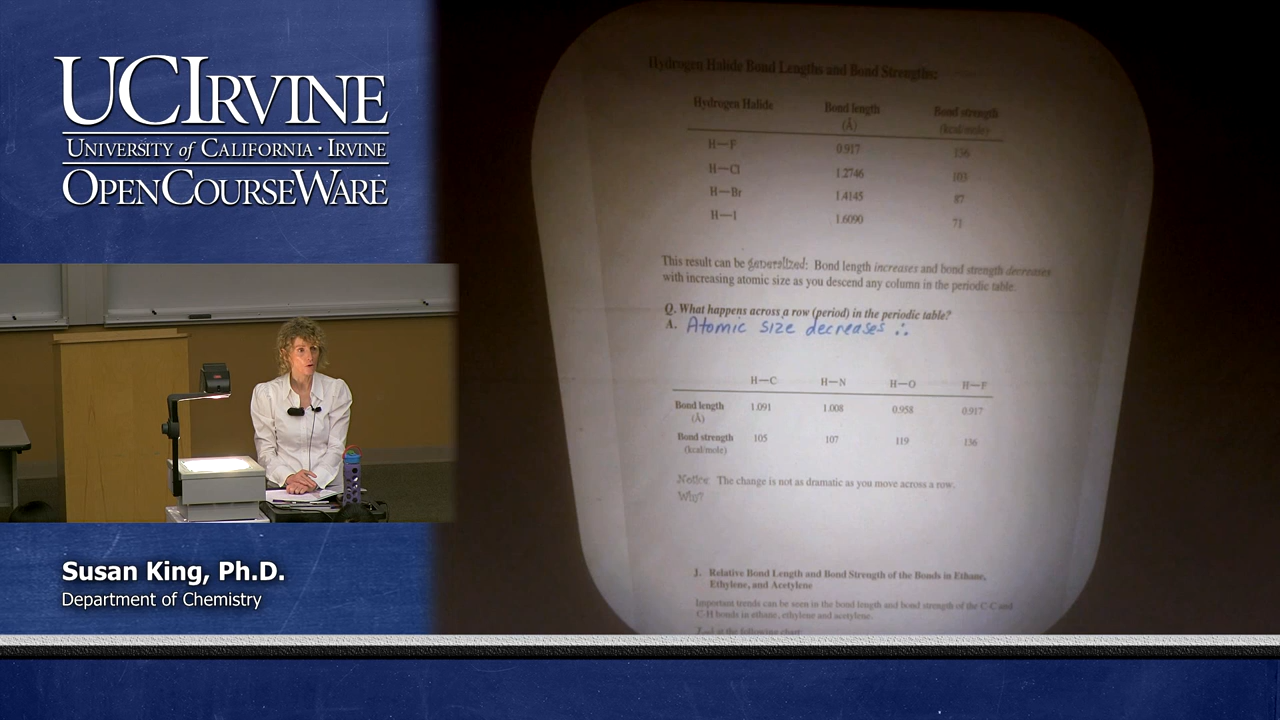 UCIRVINE
UNIVERSITY of CALIFORNIA · IRVINE
OPENCOURSEWARE
Susan King, Ph.D.
Department of Chemistry
Hydrogen Halide Bond Lengths and Bond Strengths:
Hydrogen Halide Bond length (Å) Bond strength (kcal/mole)
H—F 0.917 136
H—Cl 1.2746 103
H—Br 1.4145 87
H—I 1.6090 71
This result can be generalized: Bond length increases and bond strength decreases
with increasing atomic size as you descend any column in the periodic table.
Q. What happens across a row (period) in the periodic table?
A. Atomic size decreases ∴
H—C H—N H—O H—F
Bond length (Å) 1.091 1.008 0.958 0.917
Bond strength (kcal/mole) 105 107 119 136
Notice: The change is not as dramatic as you move across a row.
Why?
J. Relative Bond Length and Bond Strength of the Bonds in Ethane,
Ethylene, and Acetylene
Important trends can be seen in the bond length and bond strength of the C-C and
C-H bonds in ethane, ethylene and acetylene.
at the following chart: